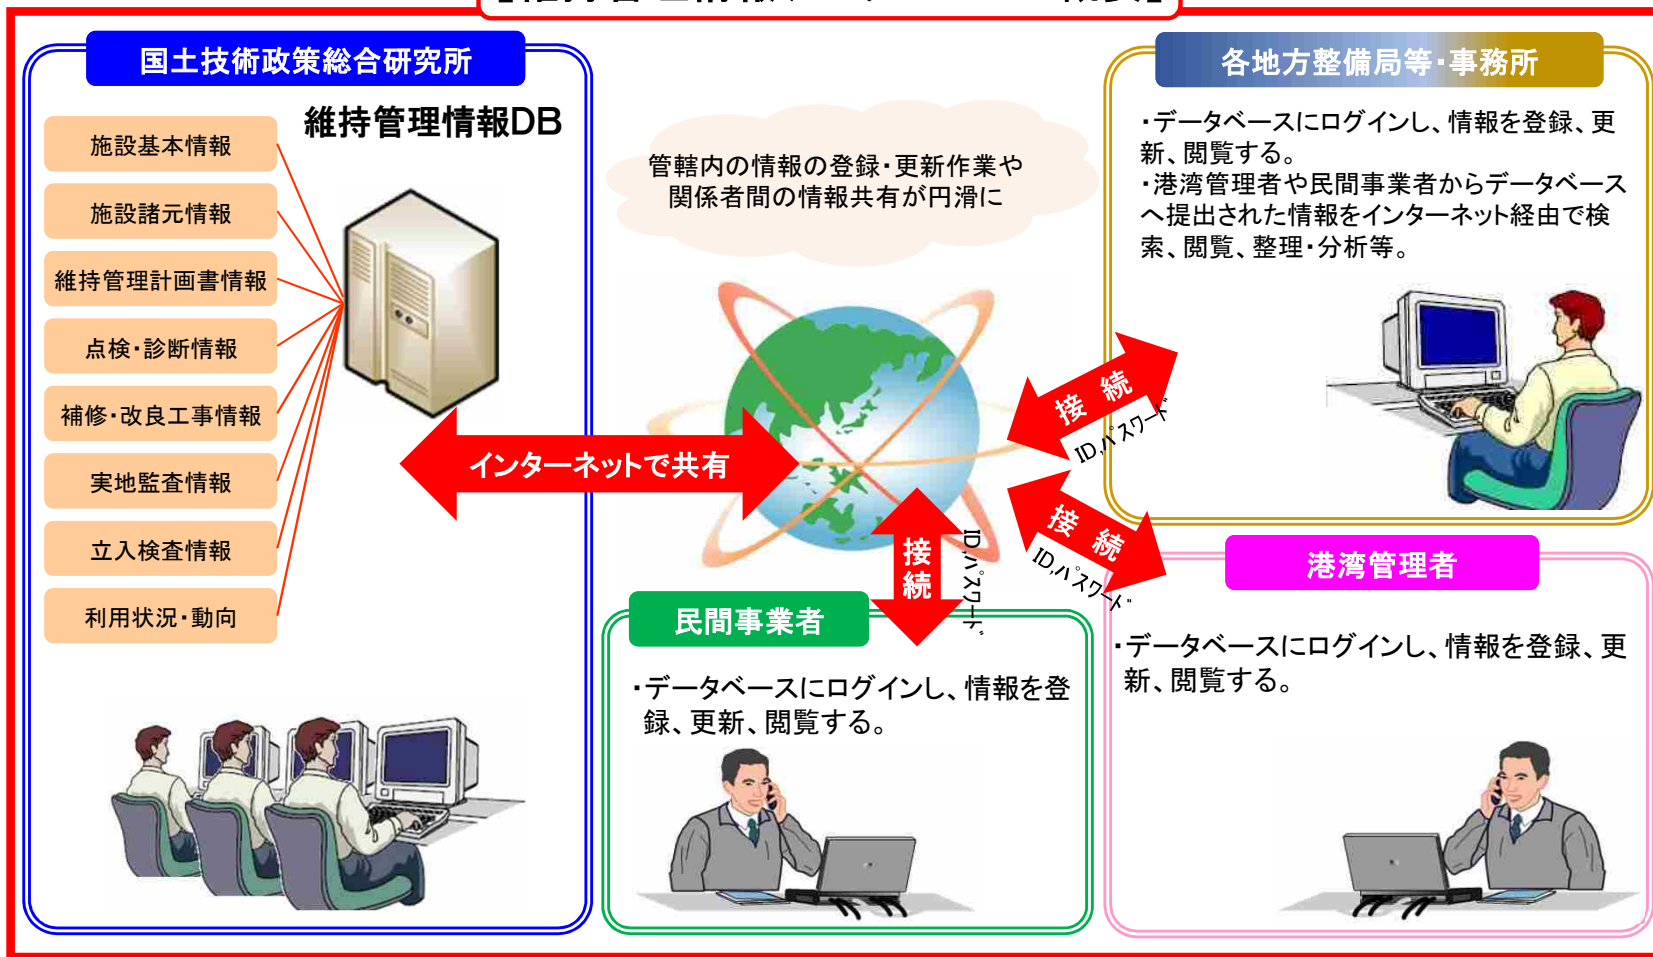 国土技術政策総合研究所
維持管理情報DB
施設基本情報
施設諸元情報
維持管理計画書情報
点検・診断情報
補修・改良工事情報
実地監査情報
立入検査情報
利用状況・動向
管轄内の情報の登録・更新作業や
関係者間の情報共有が円滑に
インターネットで共有
接続
ID,パスワード
接続
ID,パスワード
接続
ID,パスワード
各地方整備局等・事務所
・データベースにログインし、情報を登録、更
新、閲覧する。
・港湾管理者や民間事業者からデータベース
へ提出された情報をインターネット経由で検
索、閲覧、整理・分析等。
民間事業者
・データベースにログインし、情報を登
録、更新、閲覧する。
港湾管理者
・データベースにログインし、情報を登録、更
新、閲覧する。